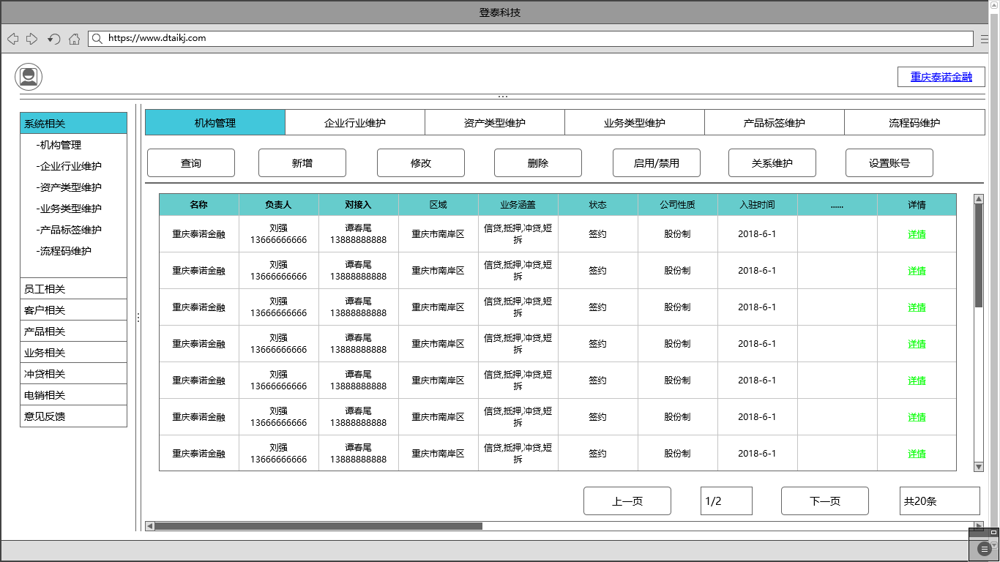 登泰科技
https://www.dtaikj.com
重庆泰诺金融
系统相关
-机构管理
-企业行业维护
-资产类型维护
-业务类型维护
-产品标签维护
-流程码维护
员工相关
客户相关
产品相关
业务相关
冲贷相关
电销相关
意见反馈
机构管理 企业行业维护 资产类型维护 业务类型维护 产品标签维护 流程码维护
查询 新增 修改 删除 启用/禁用 关系维护 设置账号
名称 负责人 对接入 区域 业务涵盖 状态 公司性质 入驻时间 ...... 详情
重庆泰诺金融 刘强 谭春尾 重庆市南岸区 信贷,抵押,冲贷,短 签约 股份制 2018-6-1 详情
13666666666 13888888888 拆
重庆泰诺金融 刘强 谭春尾 重庆市南岸区 信贷,抵押,冲贷,短 签约 股份制 2018-6-1 详情
13666666666 13888888888 拆
重庆泰诺金融 刘强 谭春尾 重庆市南岸区 信贷,抵押,冲贷,短 签约 股份制 2018-6-1 详情
13666666666 13888888888 拆
重庆泰诺金融 刘强 谭春尾 重庆市南岸区 信贷,抵押,冲贷,短 签约 股份制 2018-6-1 详情
13666666666 13888888888 拆
重庆泰诺金融 刘强 谭春尾 重庆市南岸区 信贷,抵押,冲贷,短 签约 股份制 2018-6-1 详情
13666666666 13888888888 拆
重庆泰诺金融 刘强 谭春尾 重庆市南岸区 信贷,抵押,冲贷,短 签约 股份制 2018-6-1 详情
13666666666 13888888888 拆
重庆泰诺金融 刘强 谭春尾 重庆市南岸区 信贷,抵押,冲贷,短 签约 股份制 2018-6-1 详情
13666666666 13888888888 拆
上一页 1/2 下一页 共20条